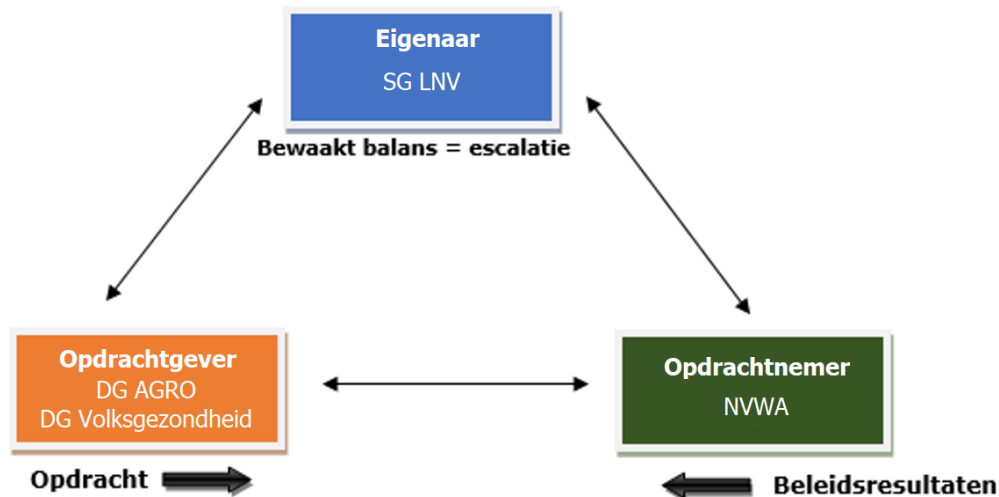 Eigenaar
SG LNV
Bewaakt balans = escalatie
Opdrachtgever
DG AGRO
DG Volksgezondheid
Opdrachtnemer
NVWA
Opdracht
Beleidsresultaten